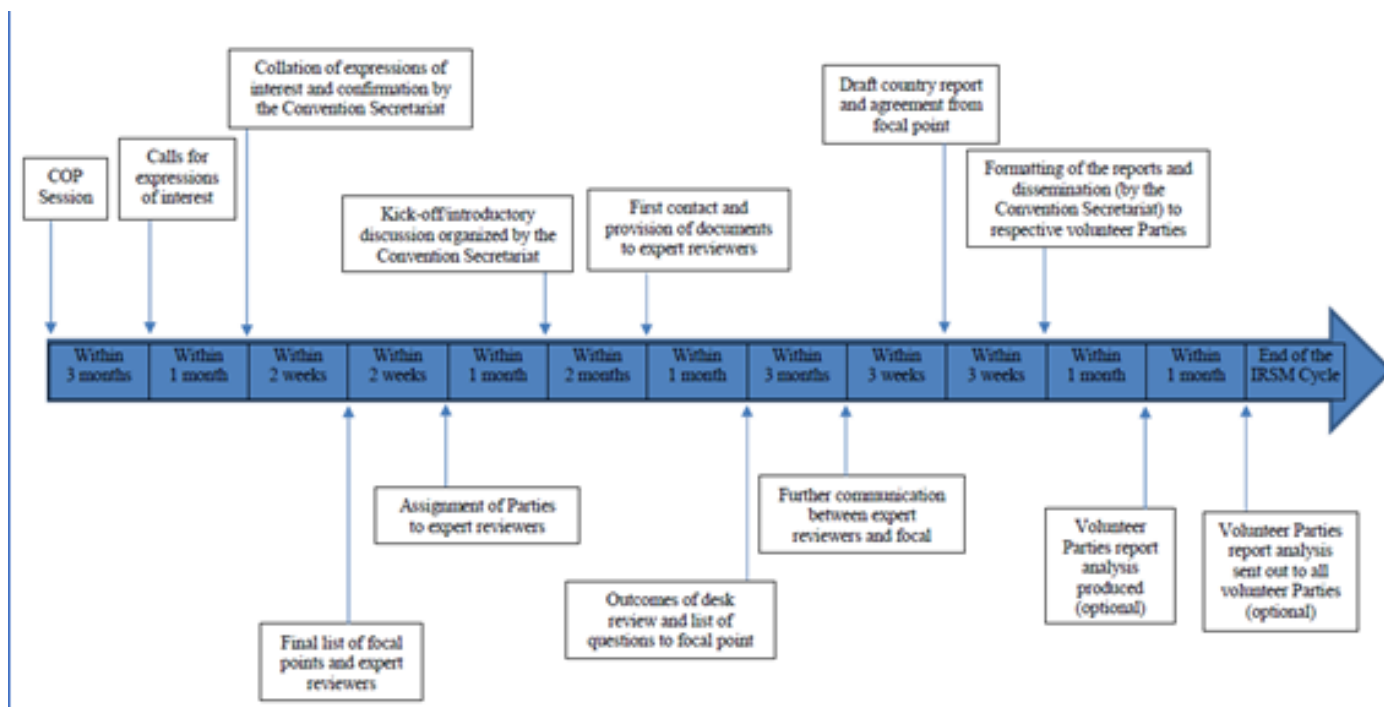 Collation of expressions of
interest and confirmation by
the Convention Secretariat
Draft country report
and agreement from
focal point
COP
Session
Calls for
expressions
of interest
Kick-off/introductory
discussion organized by the
Convention Secretariat
First contact and
provision of documents
to expert reviewers
Formatting of the reports and
dissemination (by the
Convention Secretariat) to
respective volunteer Parties
Within
3 months
Within
1 month
Within
2 weeks
Within
2 weeks
Within
1 month
Within
2 months
Within
1 month
Within
3 months
Within
3 weeks
Within
3 weeks
Within
1 month
Within
1 month
End of the
IRSM Cycle
Final list of focal
points and expert
reviewers
Assignment of Parties
to expert reviewers
Outcomes of desk
review and list of
questions to focal point
Further communication
between expert
reviewers and focal
Volunteer
Parties report
analysis
produced
(optional)
Volunteer Parties
report analysis
sent out to all
volunteer Parties
(optional)